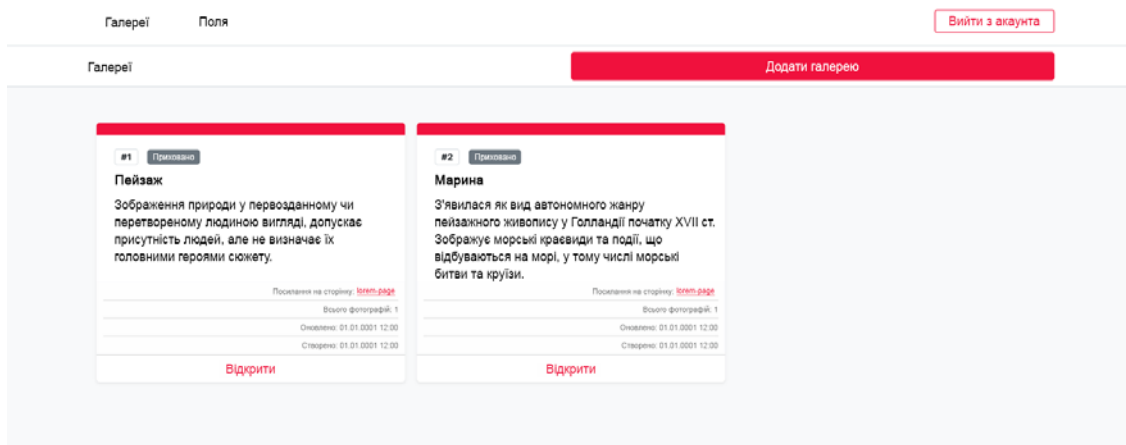 Галереї Поля Вийти з акаунта
Галереї Додати галерею
#1 Приховано
Пейзаж
Зображення природи у первозданному чи
перетвореному людиною вигляді, допускає
присутність людей, але не визначає їх
головними героями сюжету.
Посилання на сторінку: lorem-page
Всього фотографій: 1
Оновлено: 01.01.0001 12:00
Створено: 01.01.0001 12:00
Відкрити
#2 Приховано
Марина
З'явилася як вид автономного жанру
пейзажного живопису у Голландії початку XVII ст.
Зображує морські краєвиди та події, що
відбуваються на морі, у тому числі морські
битви та круїзи.
Посилання на сторінку: lorem-page
Всього фотографій: 1
Оновлено: 01.01.0001 12:00
Створено: 01.01.0001 12:00
Відкрити